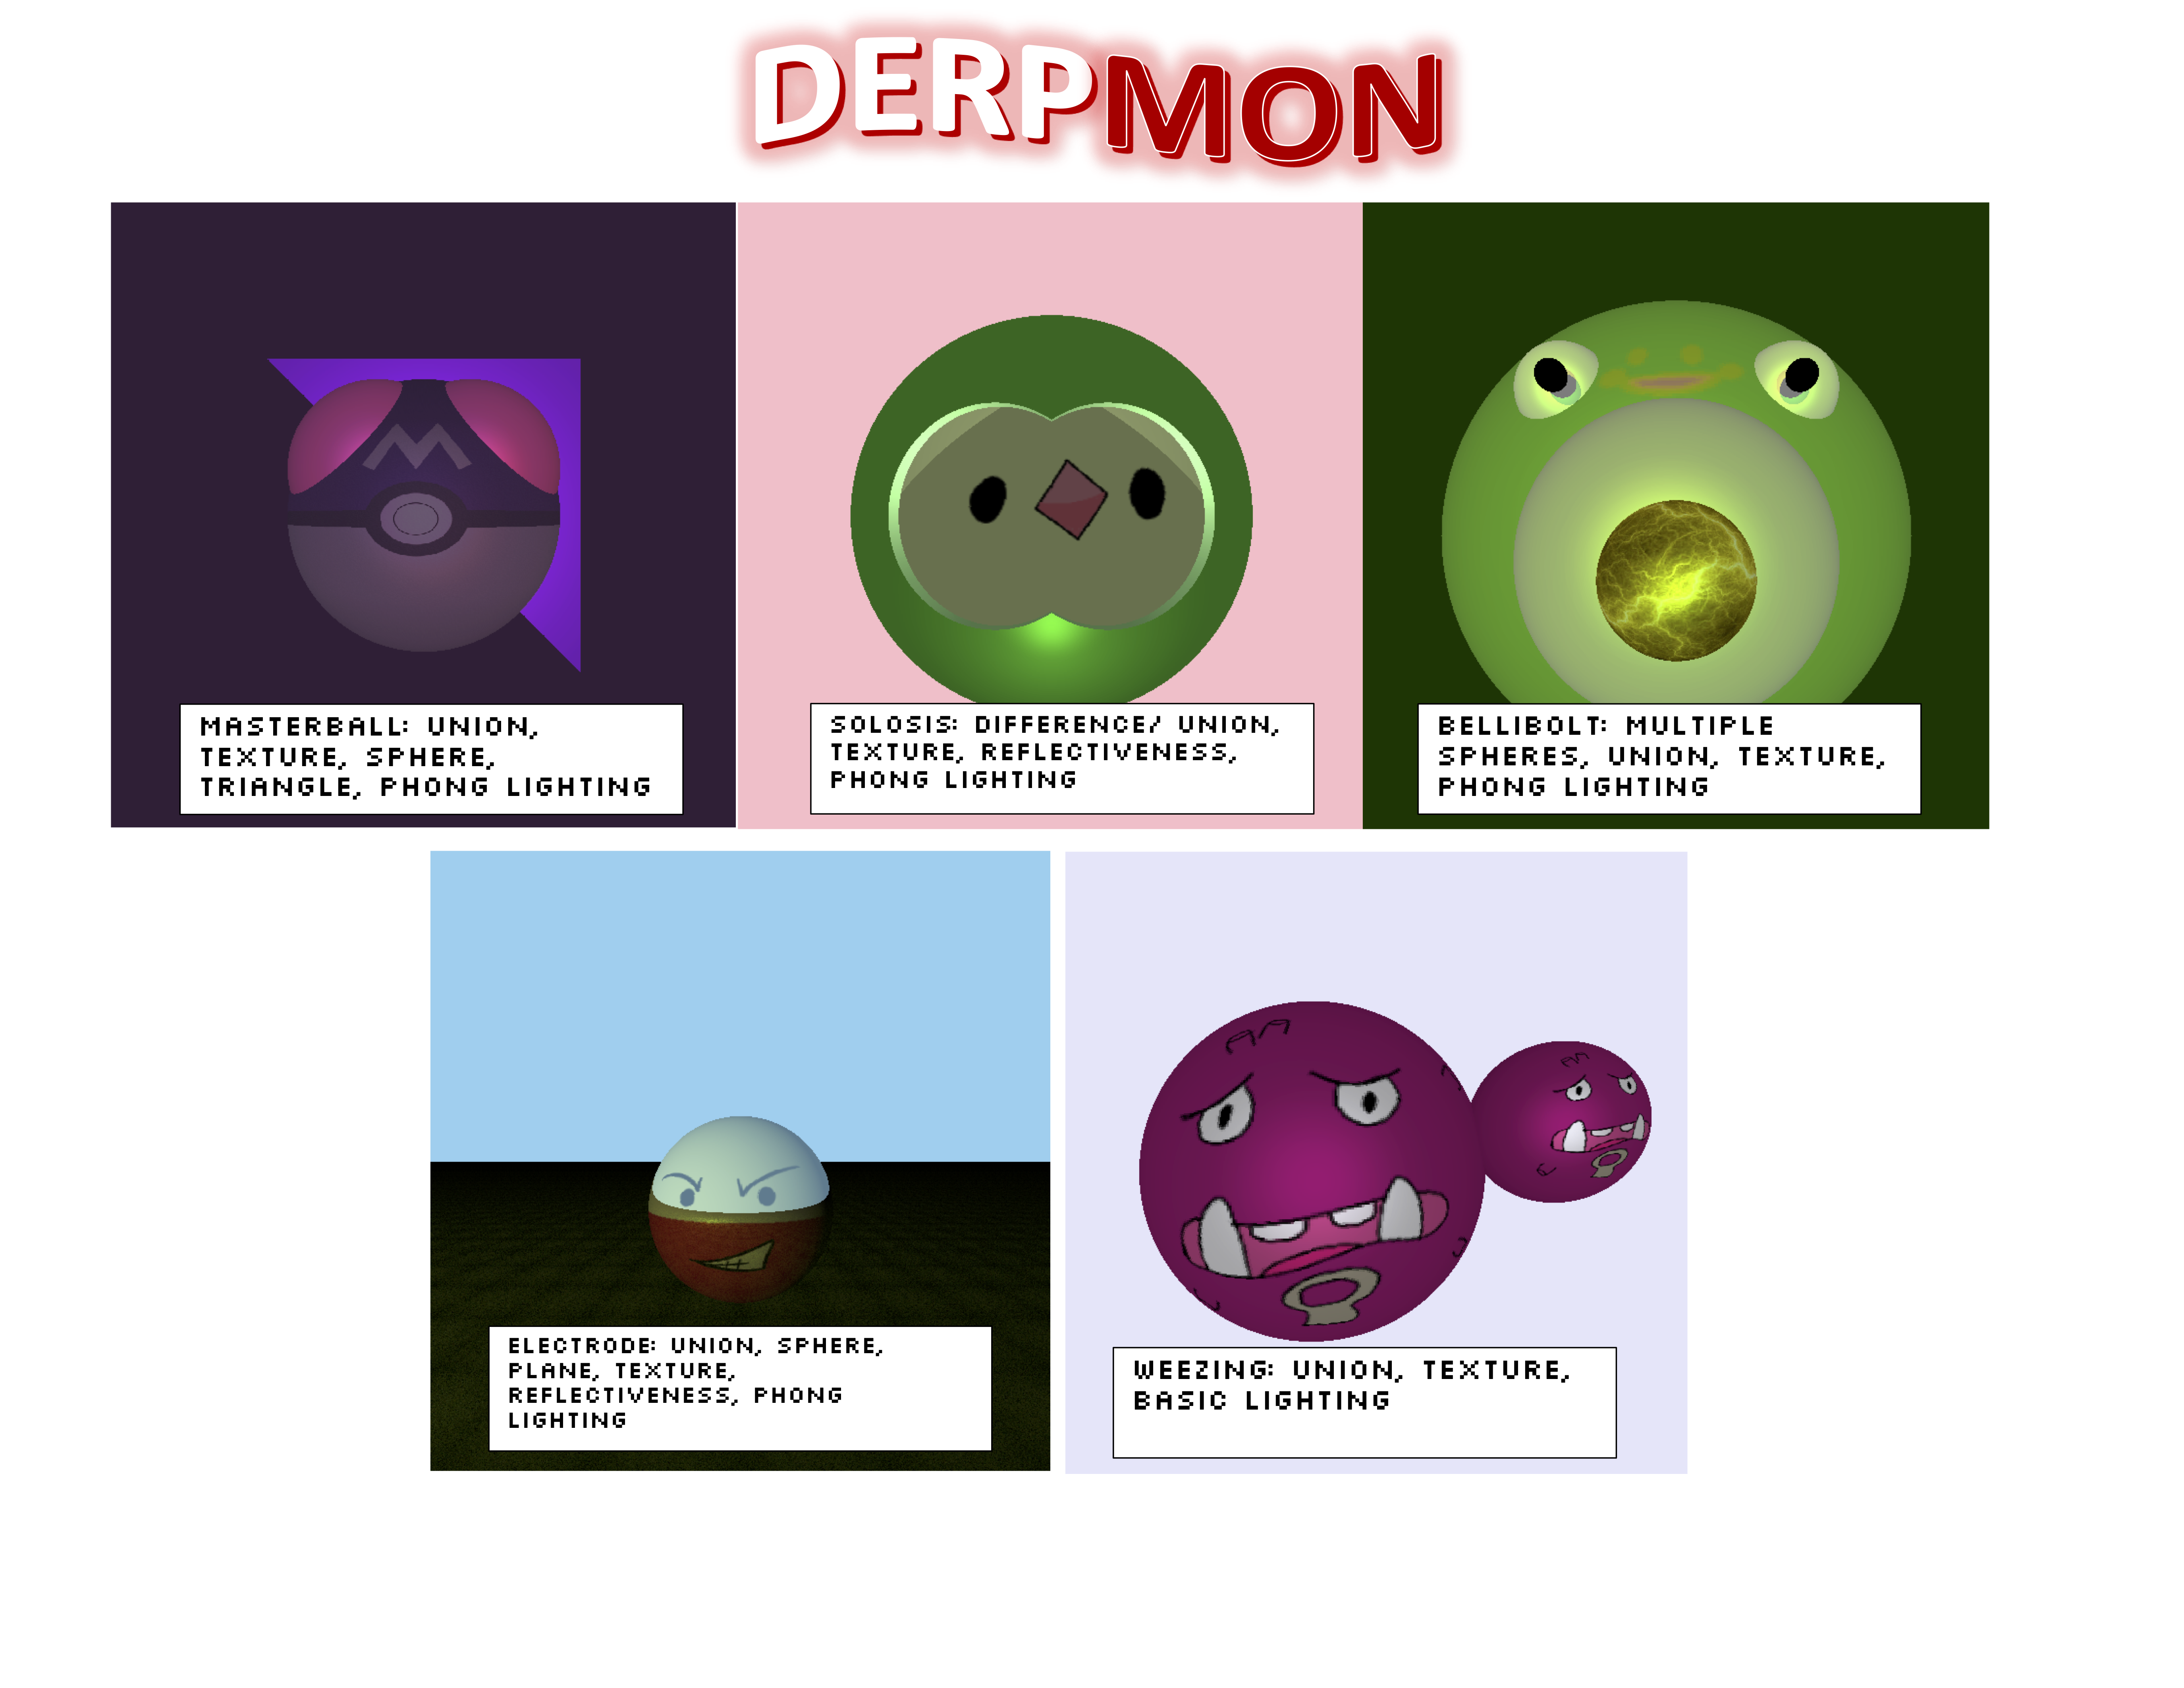 DERPMON
MASTERBALL: UNION,
TEXTURE, SPHERE,
TRIANGLE, PHONG LIGHTING
SOLOSIS: DIFFERENCE/ UNION,
TEXTURE, REFLECTIVENESS,
PHONG LIGHTING
BELLIBOLT: MULTIPLE
SPHERES, UNION, TEXTURE,
PHONG LIGHTING
ELECTRODE: UNION, SPHERE,
PLANE, TEXTURE,
REFLECTIVENESS, PHONG
LIGHTING
WEEZING: UNION, TEXTURE,
BASIC LIGHTING